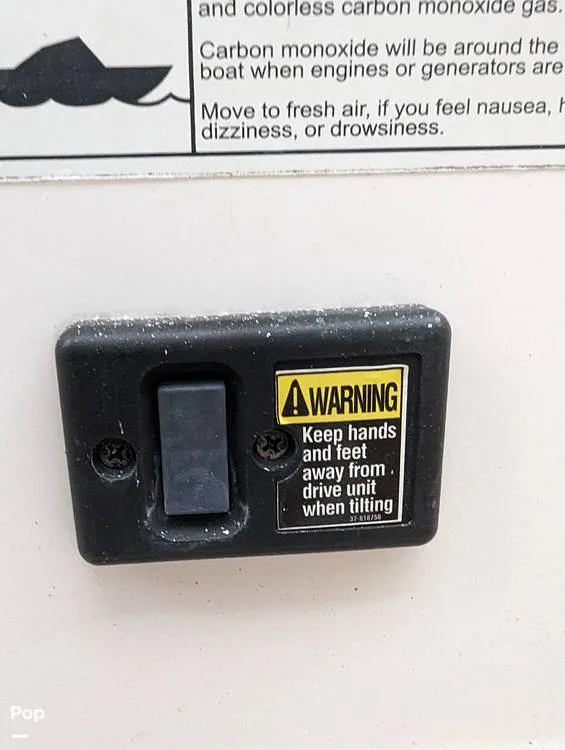 and colorless carbon monoxide gas.
Carbon monoxide will be around the
boat when engines or generators are
Move to fresh air, if you feel nausea,
dizziness, or drowsiness.
WARNING
Keep hands
and feet
away from
drive unit
when tilting
37-818758
Pop